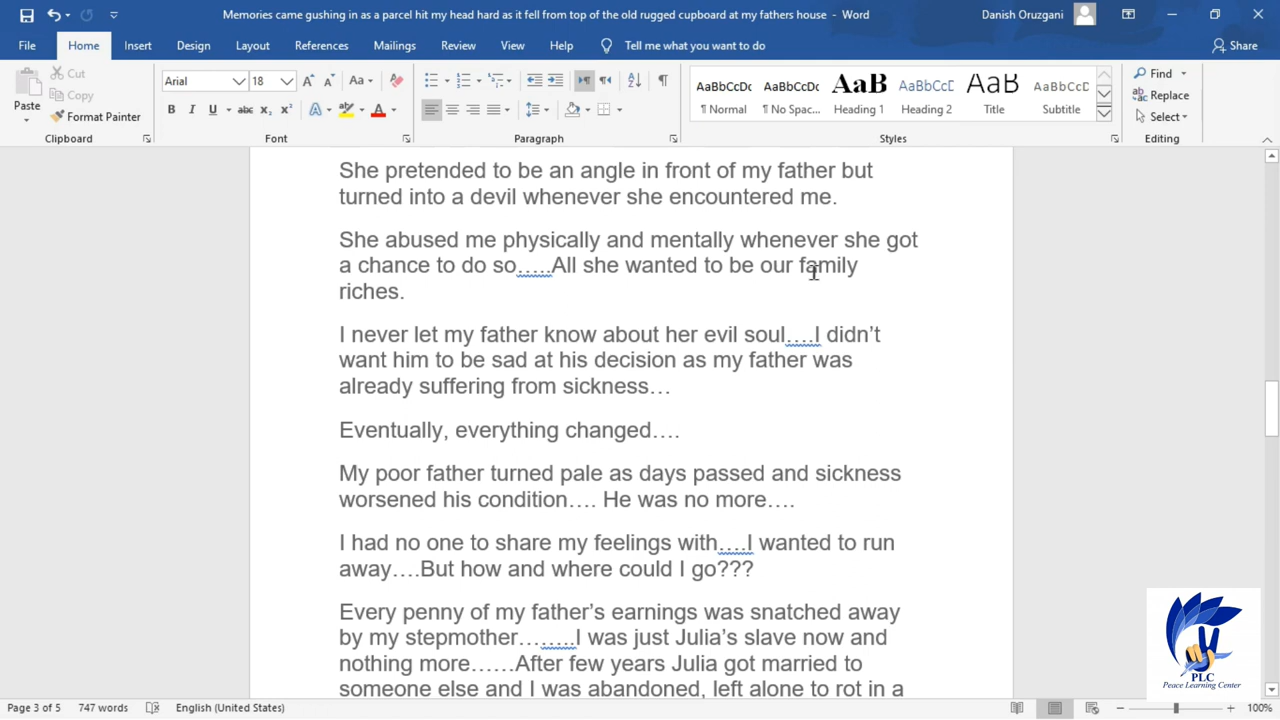 Memories came gushing in as a parcel hit my head hard as it fell from top of the old rugged cupboard at my fathers house - Word
Danish Oruzgani
File Home Insert Design Layout References Mailings Review View Help Tell me what you want to do Share
Paste Cut Copy Format Painter Clipboard
Arial 18 Aa
B I U abc x₂ x² A A Font
Paragraph
AaBbCcDc ¶ Normal
AaBbCcDc ¶ No Spac...
AaB Heading 1
AaBbCcD Heading 2
AaB Title
AaBbCcD Subtitle
Styles
Find Replace Select Editing
She pretended to be an angle in front of my father but
turned into a devil whenever she encountered me.
She abused me physically and mentally whenever she got
a chance to do so…..All she wanted to be our family
riches.
I never let my father know about her evil soul….I didn’t
want him to be sad at his decision as my father was
already suffering from sickness…
Eventually, everything changed….
My poor father turned pale as days passed and sickness
worsened his condition…. He was no more….
I had no one to share my feelings with….I wanted to run
away….But how and where could I go???
Every penny of my father’s earnings was snatched away
by my stepmother……..I was just Julia’s slave now and
nothing more……After few years Julia got married to
someone else and I was abandoned, left alone to rot in a
PLC
Peace Learning Center
Page 3 of 5 747 words English (United States) 100%